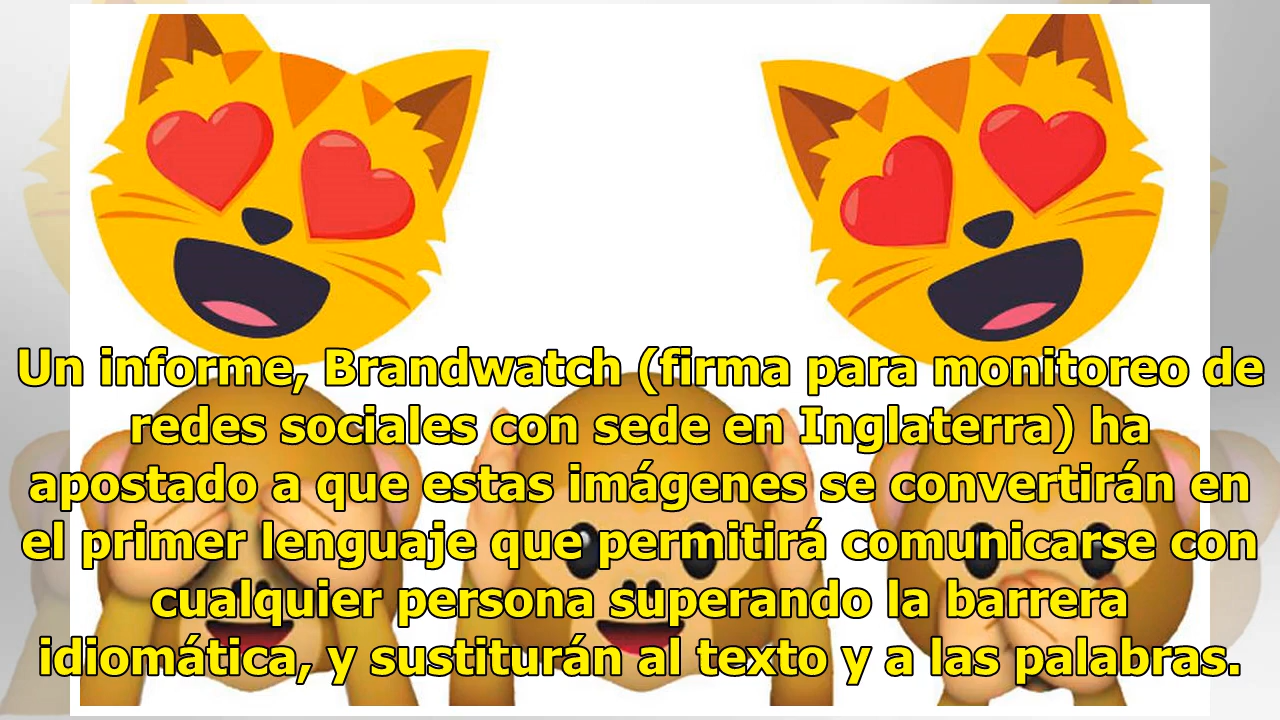 Un informe, Brandwatch (firma para monitoreo de
redes sociales con sede en Inglaterra) ha
apostado a que estas imágenes se convertirán en
el primer lenguaje que permitirá comunicarse con
cualquier persona superando la barrera
idiomática, y sustiturán al texto y a las palabras.